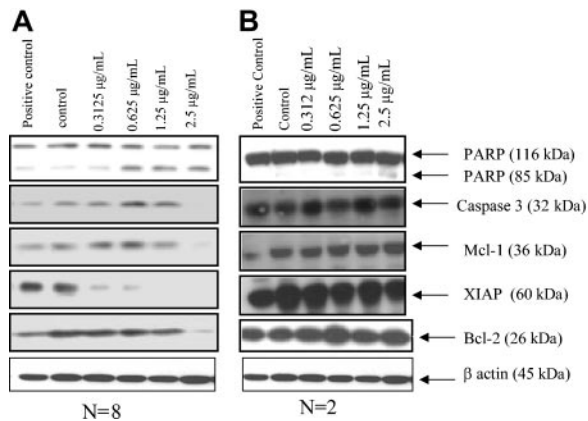 A
Positive control
control
0.3125 µg/mL
0.625 µg/mL
1.25 µg/mL
2.5 µg/mL
B
Positive Control
Control
0.312 µg/mL
0.625 µg/mL
1.25 µg/mL
2.5 µg/mL
PARP (116 kDa)
PARP (85 kDa)
Caspase 3 (32 kDa)
Mcl-1 (36 kDa)
XIAP (60 kDa)
Bcl-2 (26 kDa)
β actin (45 kDa)
N=8
N=2